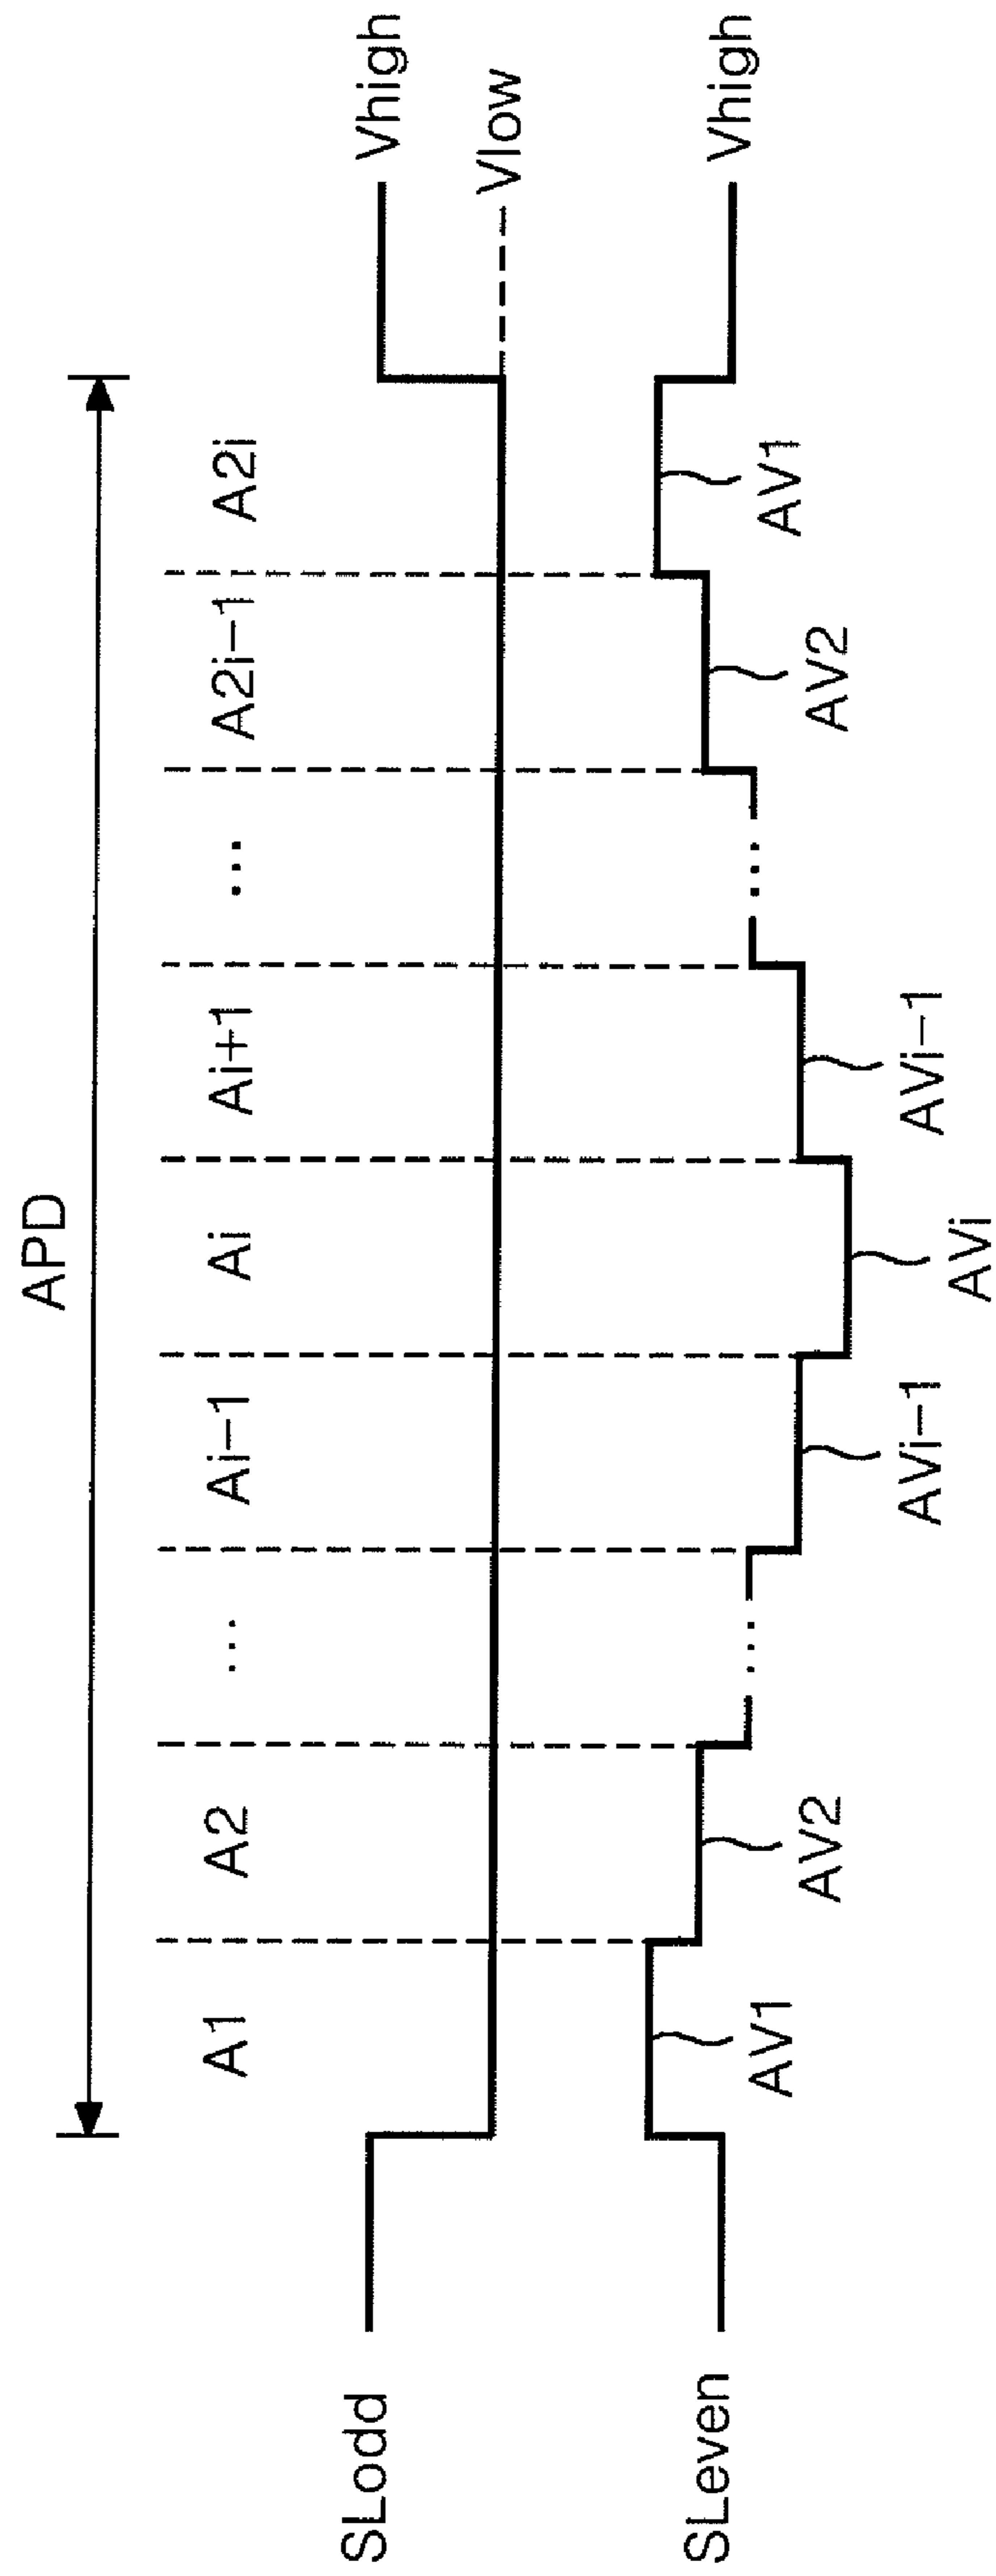 APD
A1 A2 ... Ai-1 Ai Ai+1 ... A2i-1 A2i
Vhigh
SLodd
Vlow
SLeven
Vhigh
AV1 AV2 ... AVi-1 AVi AVi-1 ... AV2 AV1